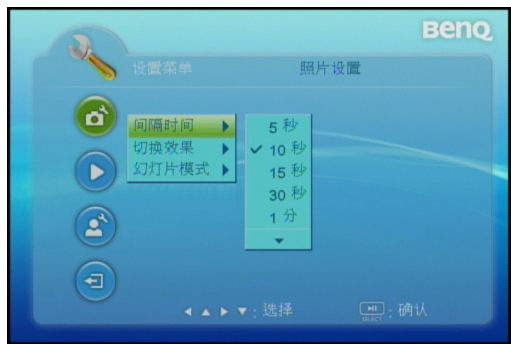 BenQ
设置菜单 照片设置
间隔时间
切换效果
幻灯片模式
5 秒
10 秒
15 秒
30 秒
1 分
: 选择
SELECT : 确认